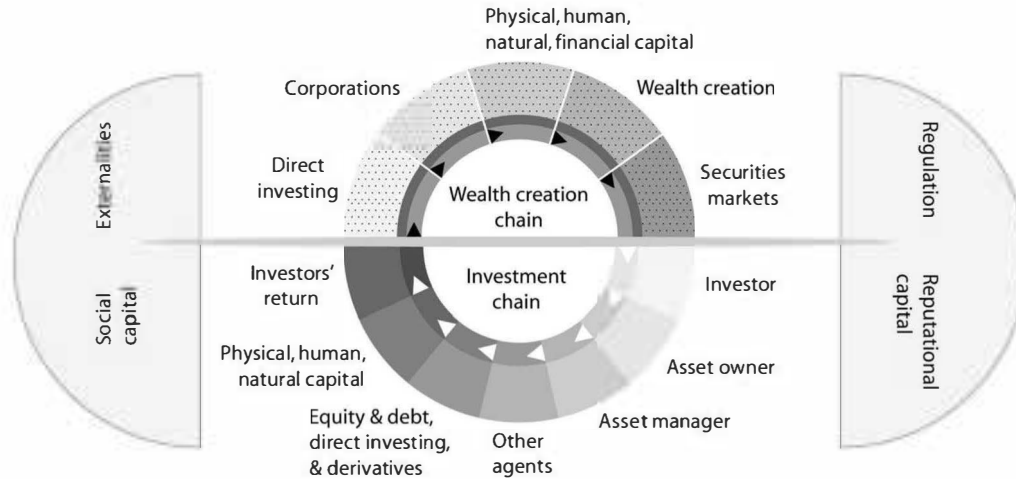 Physical, human,
natural, financial capital
Corporations
Wealth creation
Direct
investing
Securities
markets
Wealth creation
chain
Externalities
Regulation
Investment
chain
Investors'
return
Investor
Social
capital
Reputational
capital
Physical, human,
natural capital
Asset owner
Equity & debt,
direct investing,
& derivatives
Other
agents
Asset manager